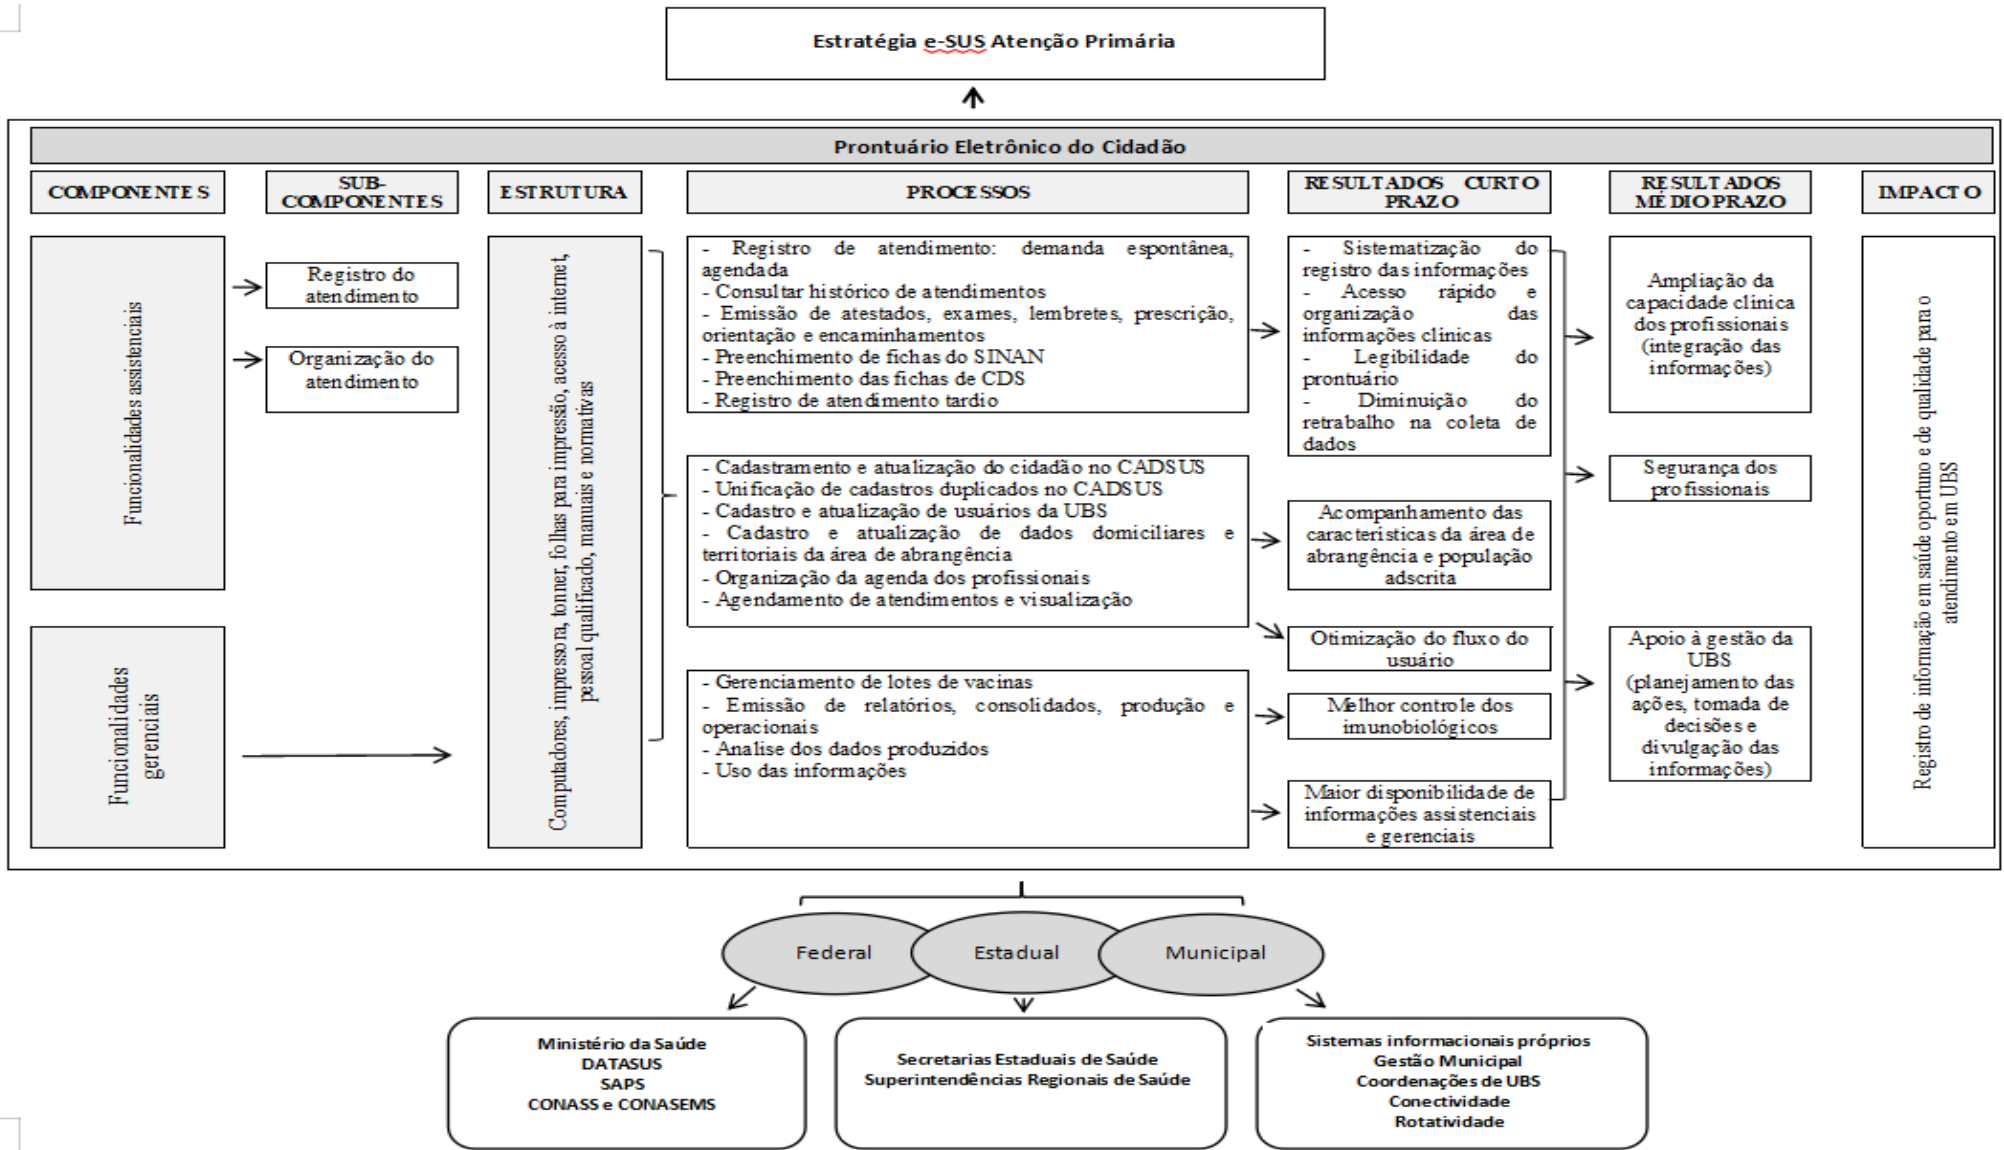 Estratégia e-SUS Atenção Primária
Prontuário Eletrônico do Cidadão
COMPONENTES
SUB-
COMPONENTES
ESTRUTURA
PROCESSOS
RESULTADOS CURTO
PRAZO
RESULTADOS
MÉDIO PRAZO
IMPACTO
Funcionalidades assistenciais
Registro do
atendimento
Organização do
atendimento
Funcionalidades
gerenciais
Computadores, impressora, tonner, folhas para impressão, acesso à internet,
pessoal qualificado, manuais e normativas
- Registro de atendimento: demanda espontânea,
agendada
- Consultar histórico de atendimentos
- Emissão de atestados, exames, lembretes, prescrição,
orientação e encaminhamentos
- Preenchimento de fichas do SINAN
- Preenchimento das fichas de CDS
- Registro de atendimento tardio
- Cadastramento e atualização do cidadão no CADSUS
- Unificação de cadastros duplicados no CADSUS
- Cadastro e atualização de usuários da UBS
- Cadastro e atualização de dados domiciliares e
territoriais da área de abrangência
- Organização da agenda dos profissionais
- Agendamento de atendimentos e visualização
- Gerenciamento de lotes de vacinas
- Emissão de relatórios, consolidados, produção e
operacionais
- Analise dos dados produzidos
- Uso das informações
- Sistematização do
registro das informações
- Acesso rápido e
organização das
informações clínicas
- Legibilidade do
prontuário
- Diminuição do
retrabalho na coleta de
dados
Acompanhamento das
características da área de
abrangência e população
adscrita
Otimização do fluxo do
usuário
Melhor controle dos
imunobiológicos
Maior disponibilidade de
informações assistenciais
e gerenciais
Ampliação da
capacidade clínica
dos profissionais
(integração das
informações)
Segurança dos
profissionais
Apoio à gestão da
UBS
(planejamento das
ações, tomada de
decisões e
divulgação das
informações)
Registro de informação em saúde oportuno e de qualidade para o
atendimento em UBS
Federal
Estadual
Municipal
Ministério da Saúde
DATASUS
SAPS
CONASS e CONASEMS
Secretarias Estaduais de Saúde
Superintendências Regionais de Saúde
Sistemas informacionais próprios
Gestão Municipal
Coordenações de UBS
Conectividade
Rotatividade